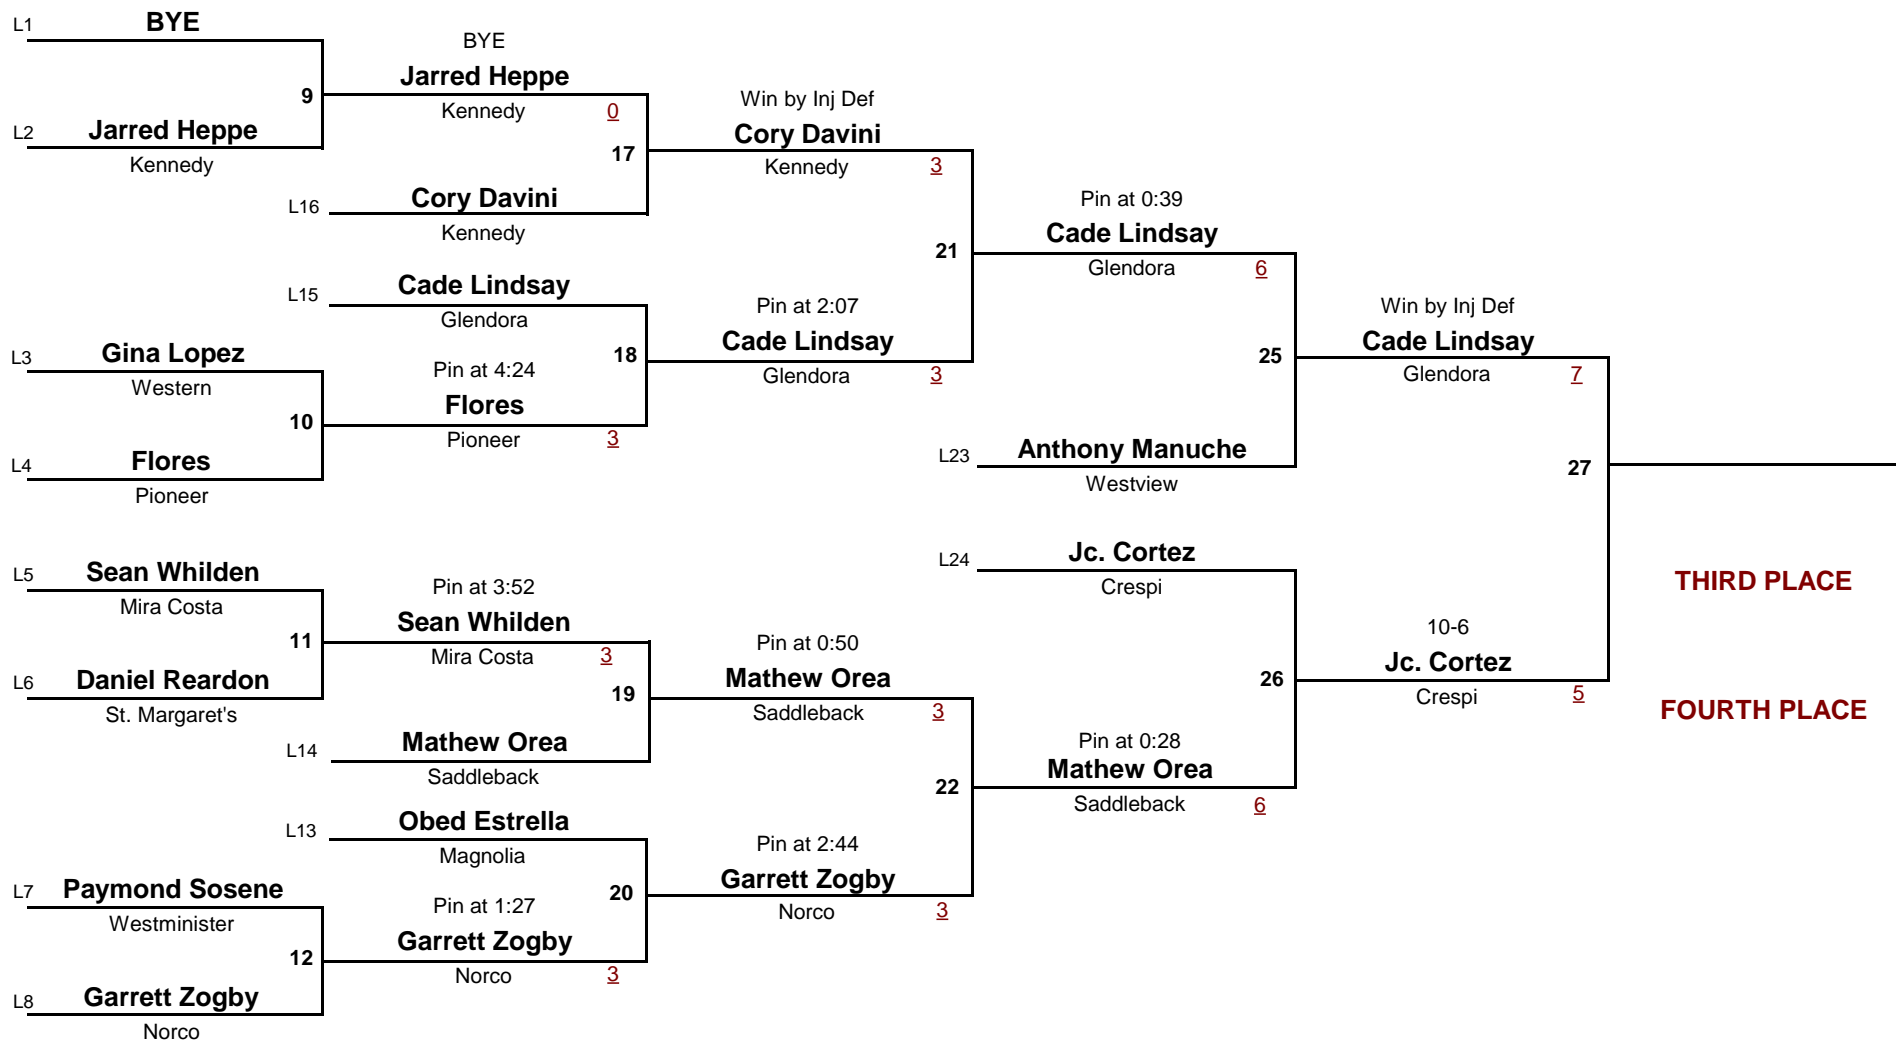 L1 BYE
BYE
Jarred Heppe
9
Kennedy 0
Win by Inj Def
L2 Jarred Heppe
Kennedy
Cory Davini
17
Kennedy 3
L16 Cory Davini
Kennedy
Pin at 0:39
Cade Lindsay
21
Glendora 6
L15 Cade Lindsay
Glendora
Pin at 2:07
Cade Lindsay
18
Glendora 3
Win by Inj Def
Cade Lindsay
25
Glendora 7
L3 Gina Lopez
Western
Pin at 4:24
Flores
10
Pioneer 3
L4 Flores
Pioneer
L23 Anthony Manuche
Westview
27
L24 Jc. Cortez
Crespi
THIRD PLACE
L5 Sean Whilden
Mira Costa
Pin at 3:52
Sean Whilden
11
Mira Costa 3
L6 Daniel Reardon
St. Margaret's
Pin at 0:50
Mathew Orea
19
Saddleback 3
10-6
Jc. Cortez
26
Crespi 5
FOURTH PLACE
L14 Mathew Orea
Saddleback
Pin at 0:28
Mathew Orea
22
Saddleback 6
L13 Obed Estrella
Magnolia
Pin at 2:44
Garrett Zogby
20
Norco 3
L7 Paymond Sosene
Westminister
Pin at 1:27
Garrett Zogby
12
Norco 3
L8 Garrett Zogby
Norco